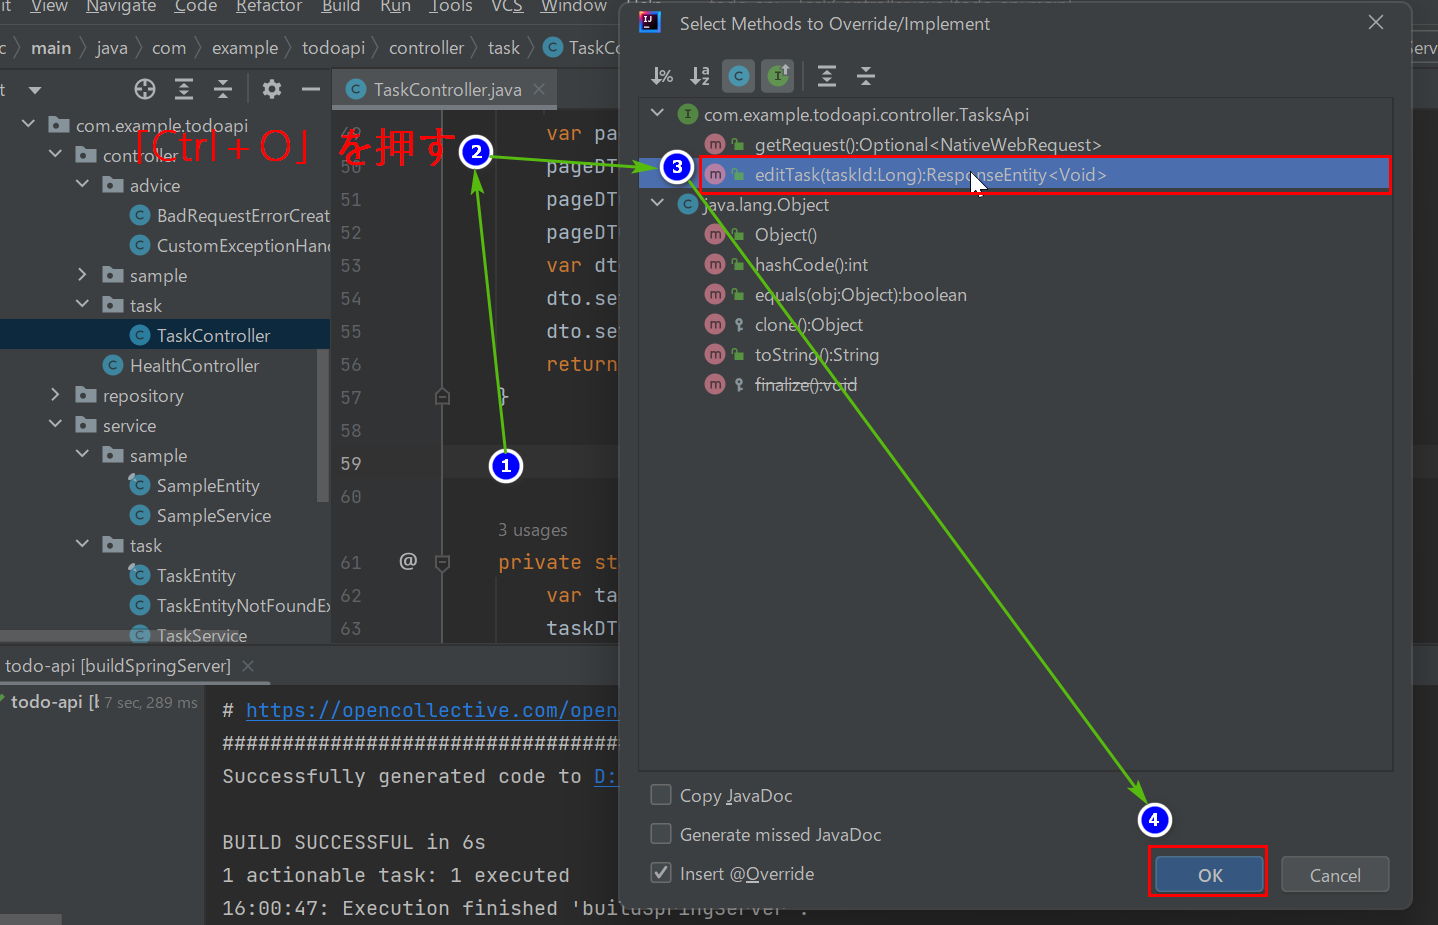 it View Navigate Code Refactor Build Run Tools VCS Window
c main java com example todoapi controller task TaskCo
t
TaskController.java
com.example.todoapi
controller
advice
BadRequestErrorCreat
CustomExceptionHand
sample
task
TaskController
HealthController
repository
service
sample
SampleEntity
SampleService
task
TaskEntity
TaskEntityNotFoundEx
TaskService
「Ctrl＋O」を押す
49 var pa
50 pageDT
51 pageDT
52 pageDT
53 var dt
54 dto.se
55 dto.se
56 return
57 }
58
59
60
3 usages
61 @ private st
62 var ta
63 taskDT
1
2
3
4
Select Methods to Override/Implement
com.example.todoapi.controller.TasksApi
getRequest():Optional<NativeWebRequest>
editTask(taskId:Long):ResponseEntity<Void>
java.lang.Object
Object()
hashCode():int
equals(obj:Object):boolean
clone():Object
toString():String
finalize():void
Copy JavaDoc
Generate missed JavaDoc
Insert @Override
OK
Cancel
Serv
todo-api [buildSpringServer]
todo-api [b 7 sec, 289 ms
# https://opencollective.com/open
#################################
Successfully generated code to D:
BUILD SUCCESSFUL in 6s
1 actionable task: 1 executed
16:00:47: Execution finished 'buildSpringServer'.